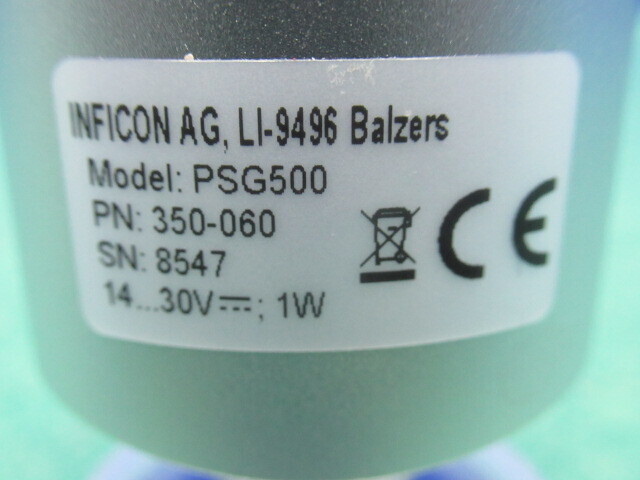 INFICON AG, LI-9496 Balzers
Model: PSG500
PN: 350-060
SN: 8547
14...30V⎓; 1W
CE